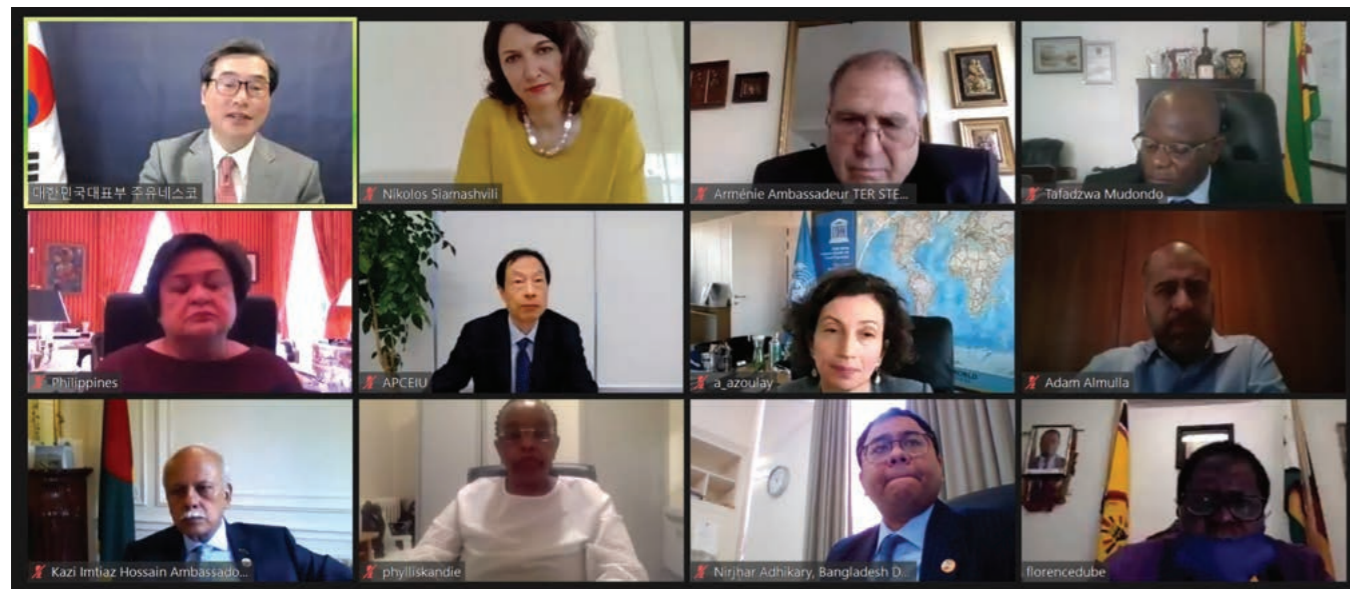 대한민국대표부 주유네스코
Nikolos Siamashvili
Arménie Ambassadeur TER STE...
Tafadzwa Mudondo
Philippines
APCEIU
a_azoulay
Adam Almulla
Kazi Imtiaz Hossain Ambassado...
phylliskandie
Nirjhar Adhikary, Bangladesh D...
florencedube